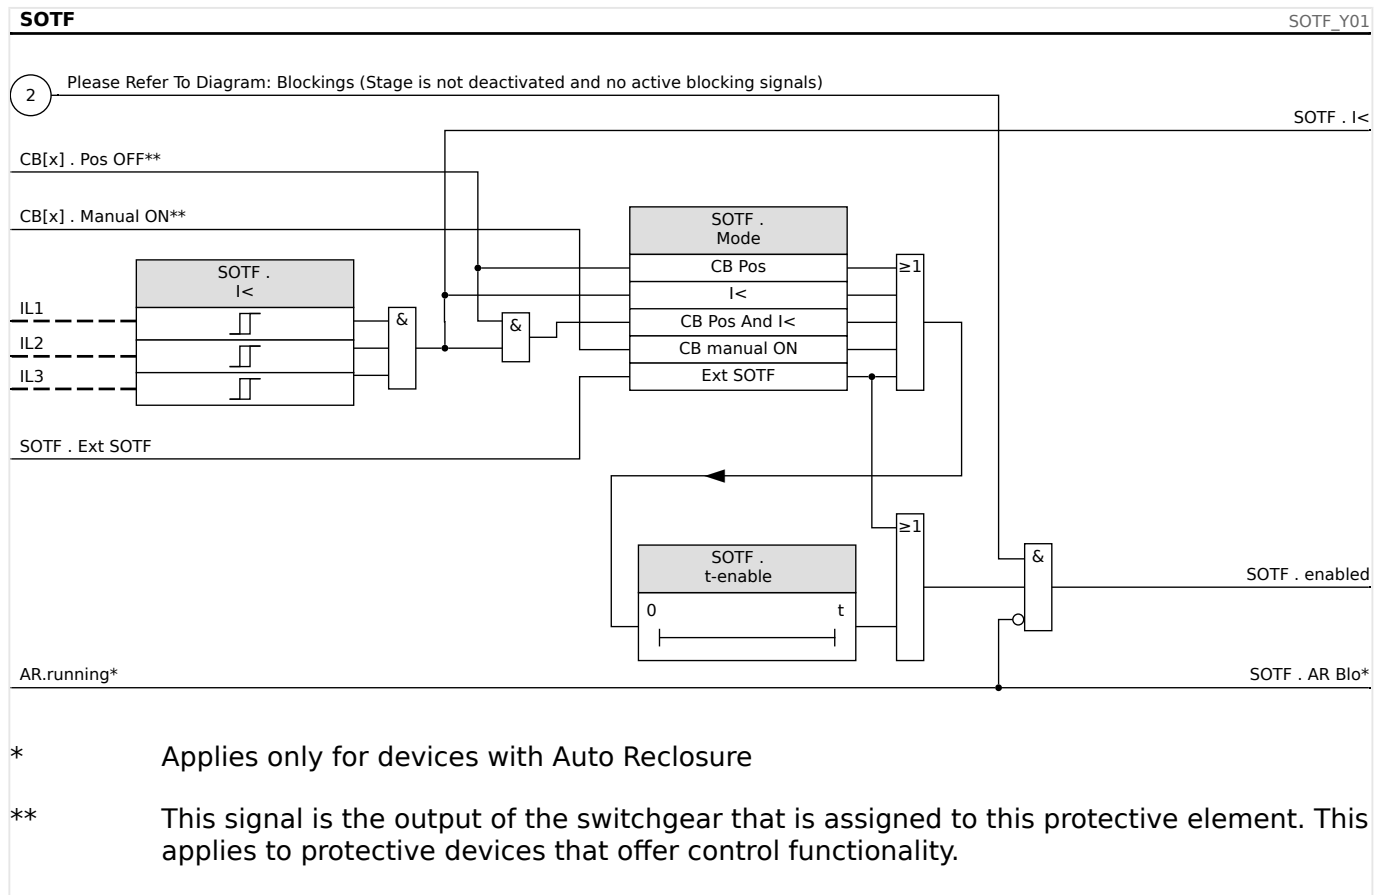 SOTF
SOTF_Y01
2
Please Refer To Diagram: Blockings (Stage is not deactivated and no active blocking signals)
SOTF . I<
CB[x] . Pos OFF**
CB[x] . Manual ON**
SOTF .
Mode
CB Pos
I<
CB Pos And I<
CB manual ON
Ext SOTF
≥1
SOTF .
I<
IL1
IL2
IL3
&
&
SOTF . Ext SOTF
≥1
SOTF .
t-enable
0
t
&
SOTF . enabled
AR.running*
SOTF . AR Blo*
* Applies only for devices with Auto Reclosure
** This signal is the output of the switchgear that is assigned to this protective element. This
applies to protective devices that offer control functionality.